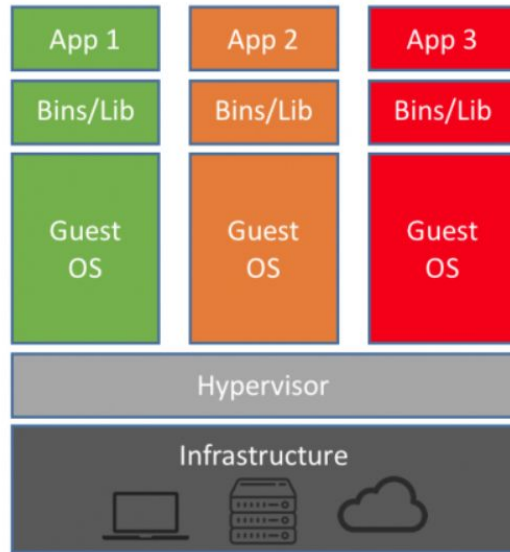 App 1
App 2
App 3
Bins/Lib
Bins/Lib
Bins/Lib
Guest
OS
Guest
OS
Guest
OS
Hypervisor
Infrastructure